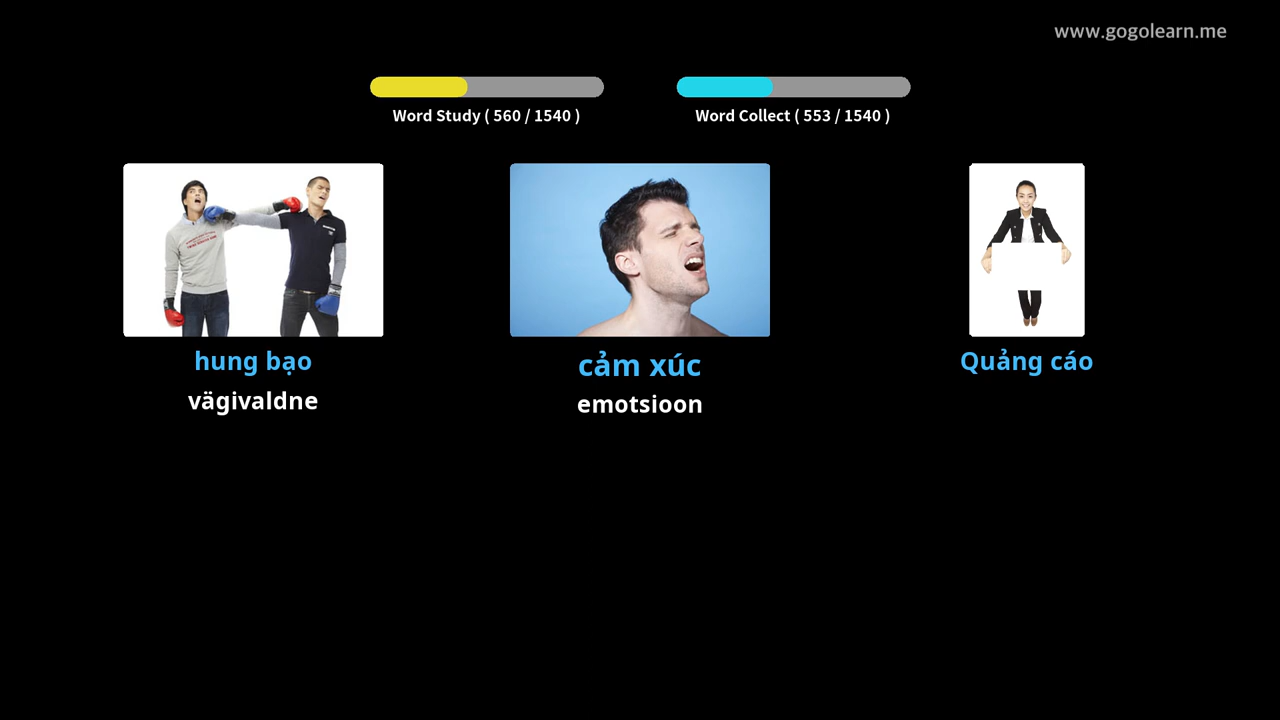 www.gogolearn.me
Word Study ( 560 / 1540 )
Word Collect ( 553 / 1540 )
hung bạo
vägivaldne
cảm xúc
emotsioon
Quảng cáo